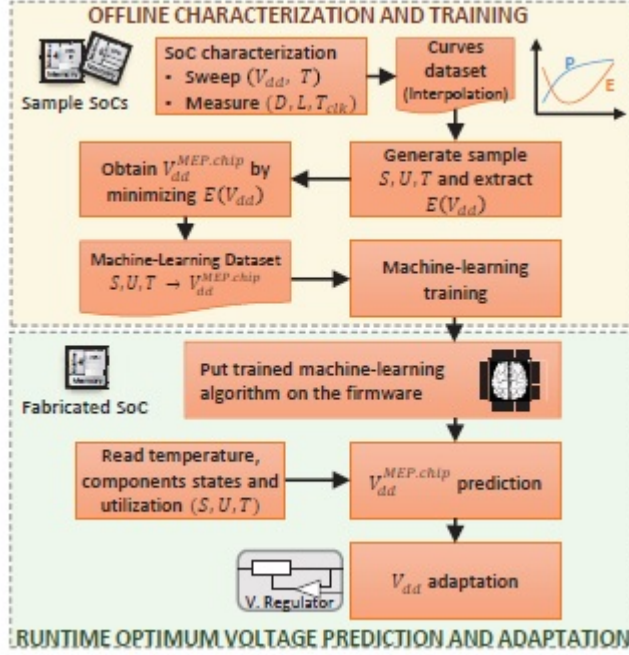 OFFLINE CHARACTERIZATION AND TRAINING
Sample SoCs
SoC characterization
• Sweep (V_dd, T)
• Measure (D, L, T_clk)
Curves
dataset
(Interpolation)
P
E
Obtain V_dd^MEP.chip by
minimizing E(V_dd)
Generate sample
S, U, T and extract
E(V_dd)
Machine-Learning Dataset
S, U, T → V_dd^MEP.chip
Machine-learning
training
Fabricated SoC
Put trained machine-learning
algorithm on the firmware
Read temperature,
components states and
utilization (S, U, T)
V_dd^MEP.chip prediction
V. Regulator
V_dd adaptation
RUNTIME OPTIMUM VOLTAGE PREDICTION AND ADAPTATION